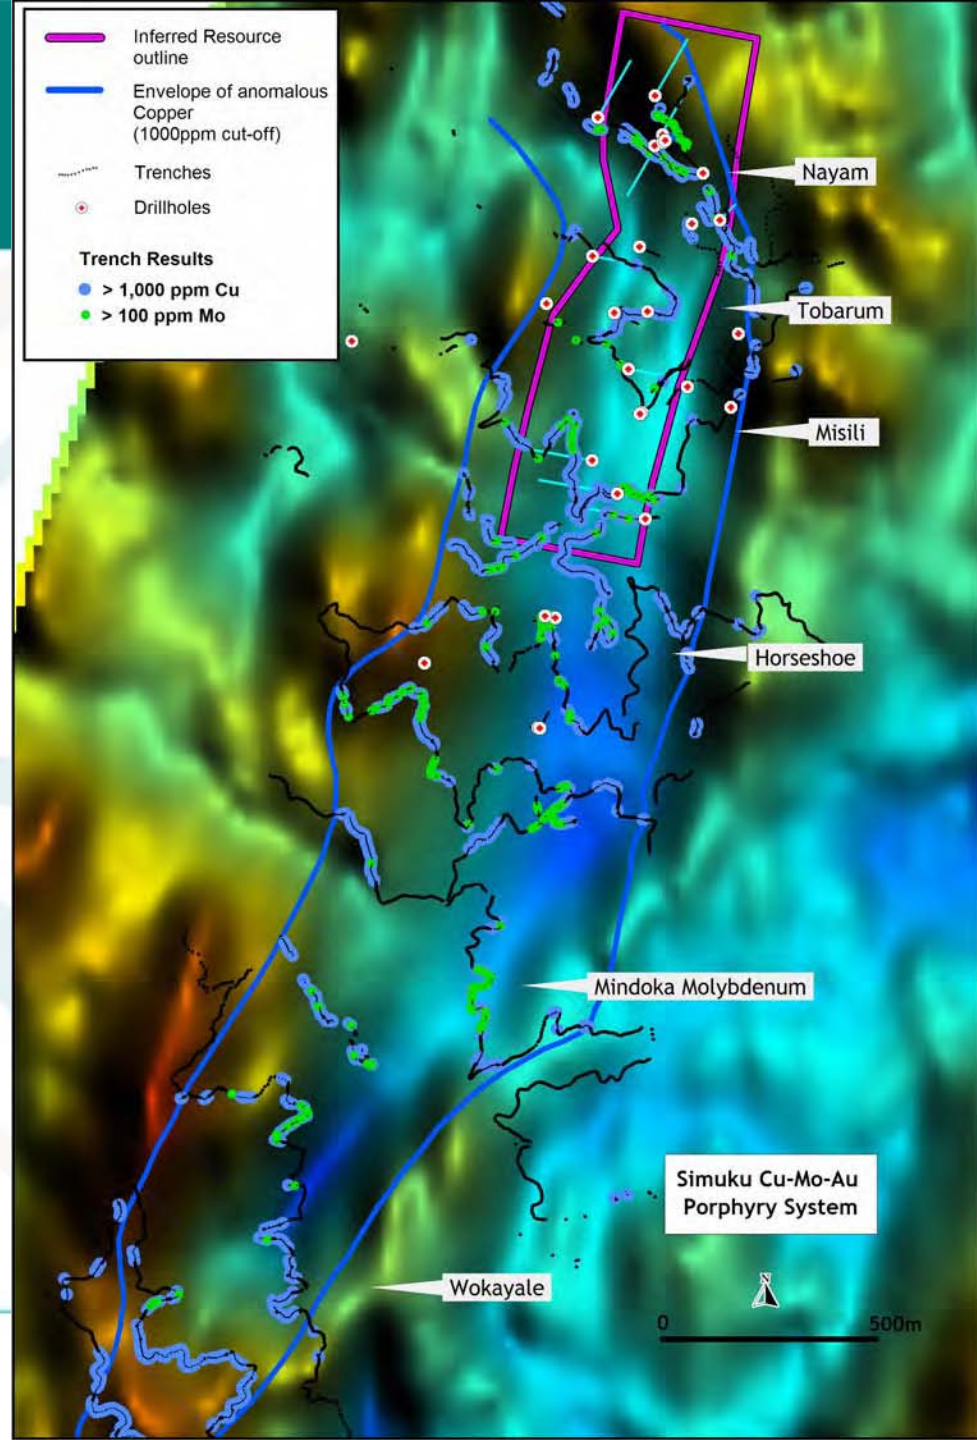 Inferred Resource
outline
Envelope of anomalous
Copper
(1000ppm cut-off)
Trenches
Drillholes
Trench Results
> 1,000 ppm Cu
> 100 ppm Mo
Nayam
Tobarum
Misili
Horseshoe
Mindoka Molybdenum
Simuku Cu-Mo-Au
Porphyry System
Wokayale
N
0 500m